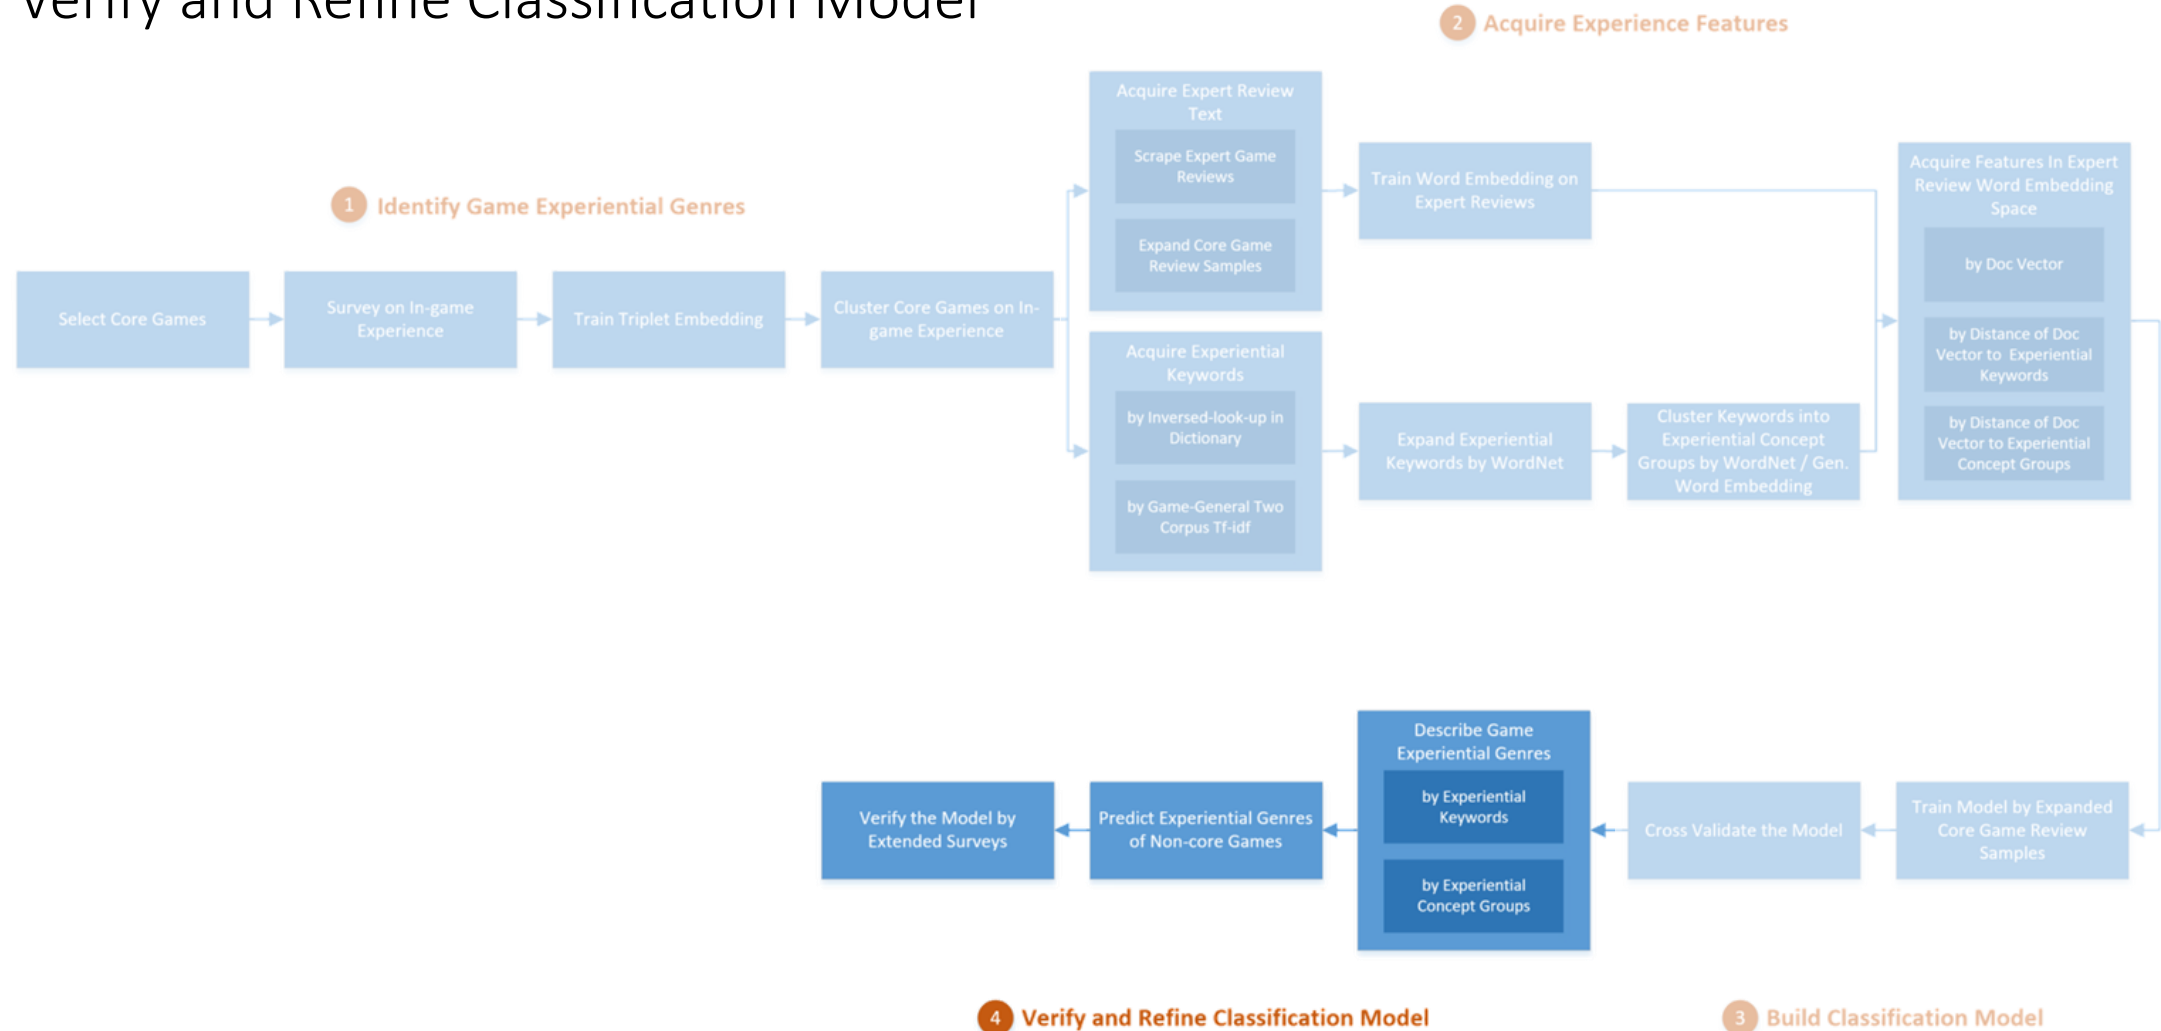 Verify and Refine Classification Model
2 Acquire Experience Features
1 Identify Game Experiential Genres
Select Core Games
Survey on In-game
Experience
Train Triplet Embedding
Cluster Core Games on In-
game Experience
Acquire Expert Review
Text
Scrape Expert Game
Reviews
Expand Core Game
Review Samples
Acquire Experiential
Keywords
by Inversed-look-up in
Dictionary
by Game-General Two
Corpus Tf-idf
Train Word Embedding on
Expert Reviews
Expand Experiential
Keywords by WordNet
Cluster Keywords into
Experiential Concept
Groups by WordNet / Gen.
Word Embedding
Acquire Features In Expert
Review Word Embedding
Space
by Doc Vector
by Distance of Doc
Vector to Experiential
Keywords
by Distance of Doc
Vector to Experiential
Concept Groups
Train Model by Expanded
Core Game Review
Samples
Cross Validate the Model
Describe Game
Experiential Genres
by Experiential
Keywords
by Experiential
Concept Groups
Predict Experiential Genres
of Non-core Games
Verify the Model by
Extended Surveys
4 Verify and Refine Classification Model
3 Build Classification Model